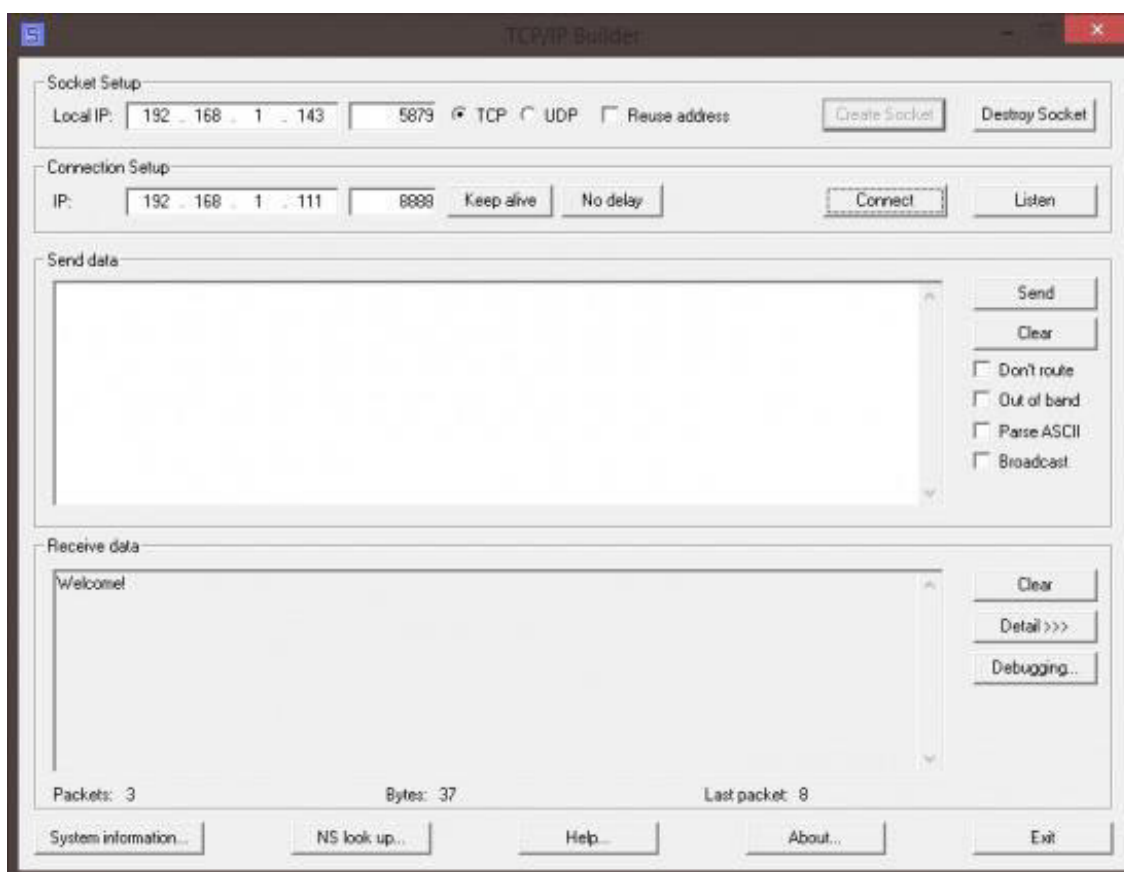 TCP/IP Builder
Socket Setup
Local IP: 192 . 168 . 1 . 143 5879 TCP UDP Reuse address Create Socket Destroy Socket
Connection Setup
IP: 192 . 168 . 1 . 111 8888 Keep alive No delay Connect Listen
Send data
Send
Clear
Don't route
Out of band
Parse ASCII
Broadcast
Receive data
Welcome!
Clear
Detail >>>
Debugging...
Packets: 3 Bytes: 37 Last packet: 8
System information... NS look up... Help... About... Exit